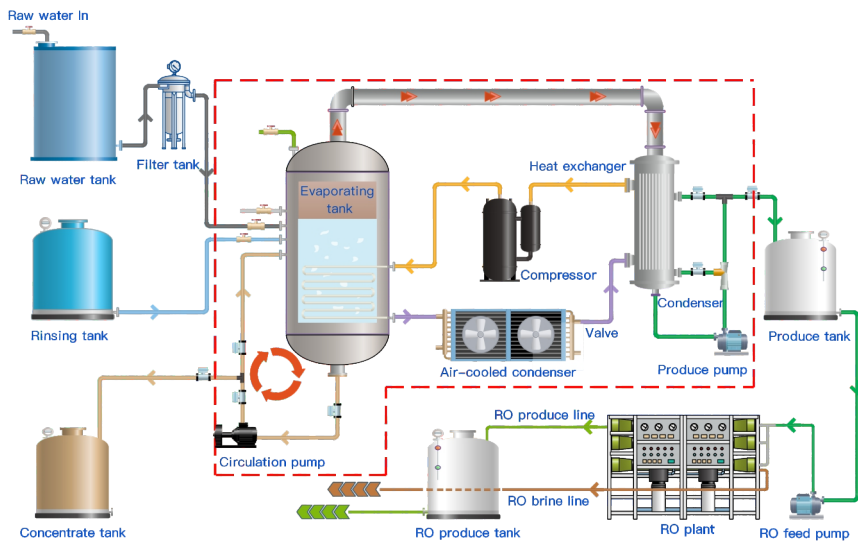 Raw water In
Filter tank
Raw water tank
Evaporating
tank
Heat exchanger
Compressor
Condenser
Rinsing tank
Valve
Produce tank
Air-cooled condenser
Produce pump
RO produce line
Circulation pump
RO brine line
Concentrate tank
RO produce tank
RO plant
RO feed pump